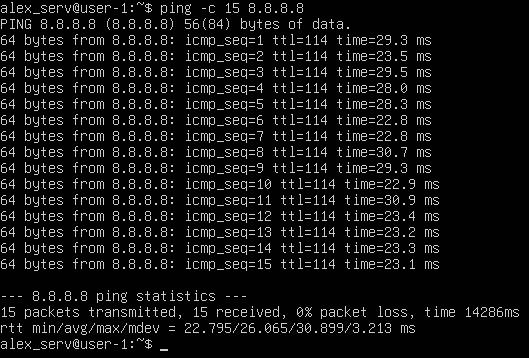 alex_serv@user-1:~$ ping -c 15 8.8.8.8
PING 8.8.8.8 (8.8.8.8) 56(84) bytes of data.
64 bytes from 8.8.8.8: icmp_seq=1 ttl=114 time=29.3 ms
64 bytes from 8.8.8.8: icmp_seq=2 ttl=114 time=23.5 ms
64 bytes from 8.8.8.8: icmp_seq=3 ttl=114 time=29.5 ms
64 bytes from 8.8.8.8: icmp_seq=4 ttl=114 time=28.0 ms
64 bytes from 8.8.8.8: icmp_seq=5 ttl=114 time=28.3 ms
64 bytes from 8.8.8.8: icmp_seq=6 ttl=114 time=22.8 ms
64 bytes from 8.8.8.8: icmp_seq=7 ttl=114 time=22.8 ms
64 bytes from 8.8.8.8: icmp_seq=8 ttl=114 time=30.7 ms
64 bytes from 8.8.8.8: icmp_seq=9 ttl=114 time=29.3 ms
64 bytes from 8.8.8.8: icmp_seq=10 ttl=114 time=22.9 ms
64 bytes from 8.8.8.8: icmp_seq=11 ttl=114 time=30.9 ms
64 bytes from 8.8.8.8: icmp_seq=12 ttl=114 time=23.4 ms
64 bytes from 8.8.8.8: icmp_seq=13 ttl=114 time=23.2 ms
64 bytes from 8.8.8.8: icmp_seq=14 ttl=114 time=23.3 ms
64 bytes from 8.8.8.8: icmp_seq=15 ttl=114 time=23.1 ms
--- 8.8.8.8 ping statistics ---
15 packets transmitted, 15 received, 0% packet loss, time 14286ms
rtt min/avg/max/mdev = 22.795/26.065/30.899/3.213 ms
alex_serv@user-1:~$ _